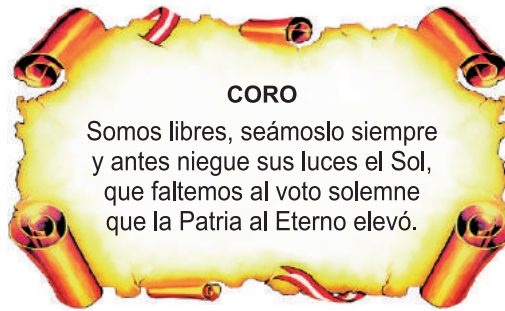 CORO
Somos libres, seámoslo siempre
y antes niegue sus luces el Sol,
que faltemos al voto solemne
que la Patria al Eterno elevó.